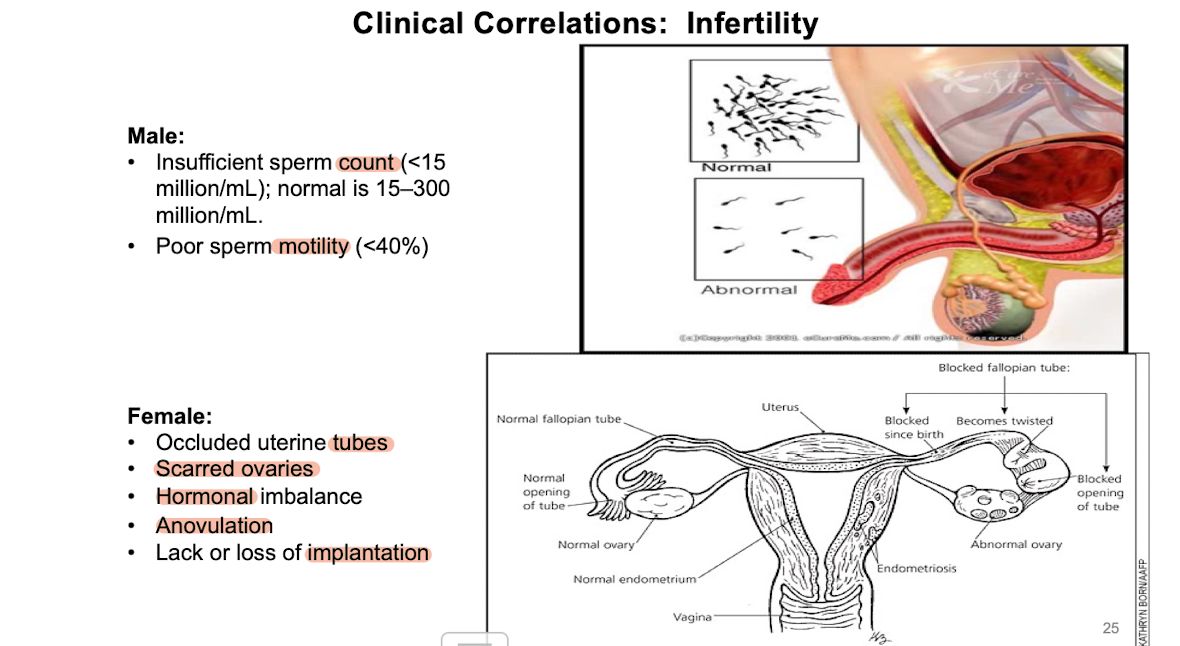 Clinical Correlations: Infertility
Male:
• Insufficient sperm count (<15
million/mL); normal is 15–300
million/mL.
• Poor sperm motility (<40%)
eCure
Me
Normal
Abnormal
(c)Copyright 2001. eCureMe.com / All rights reserved.
Female:
• Occluded uterine tubes
• Scarred ovaries
• Hormonal imbalance
• Anovulation
• Lack or loss of implantation
Blocked fallopian tube:
Uterus
Normal fallopian tube
Blocked
since birth
Becomes twisted
Normal
opening
of tube
Blocked
opening
of tube
Normal ovary
Abnormal ovary
Endometriosis
Normal endometrium
Vagina
KATHRYN BORN/AAFP
25